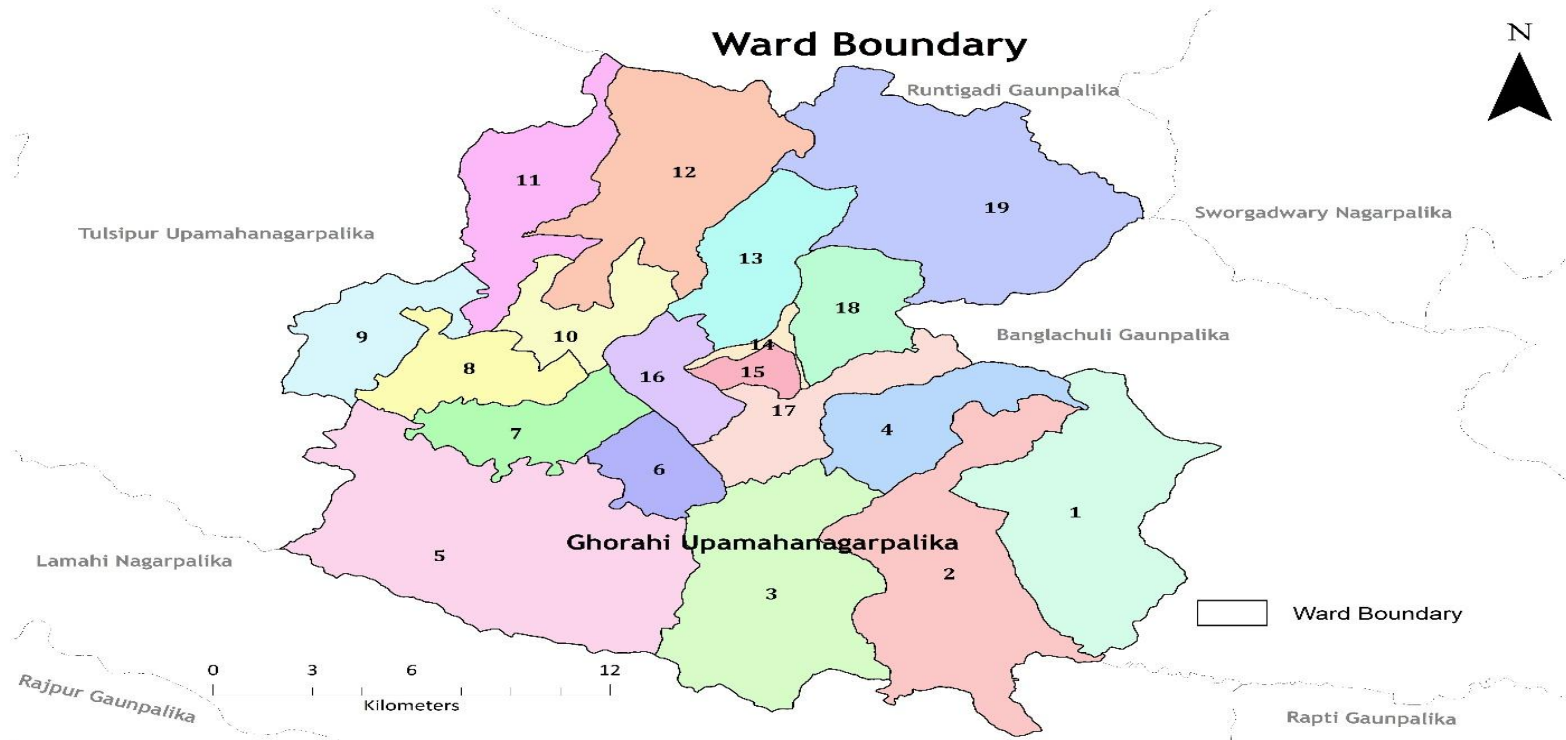 Ward Boundary
N
Runtigadi Gaunpalika
12
11
19
Sworgadwary Nagarpalika
Tulsipur Upamahanagarpalika
13
18
Banglachuli Gaunpalika
9
10
14
8
15
16
17
4
7
6
1
Ghorahi Upamahanagarpalika
5
Lamahi Nagarpalika
2
3
Ward Boundary
0 3 6 12
Kilometers
Rajpur Gaunpalika
Rapti Gaunpalika